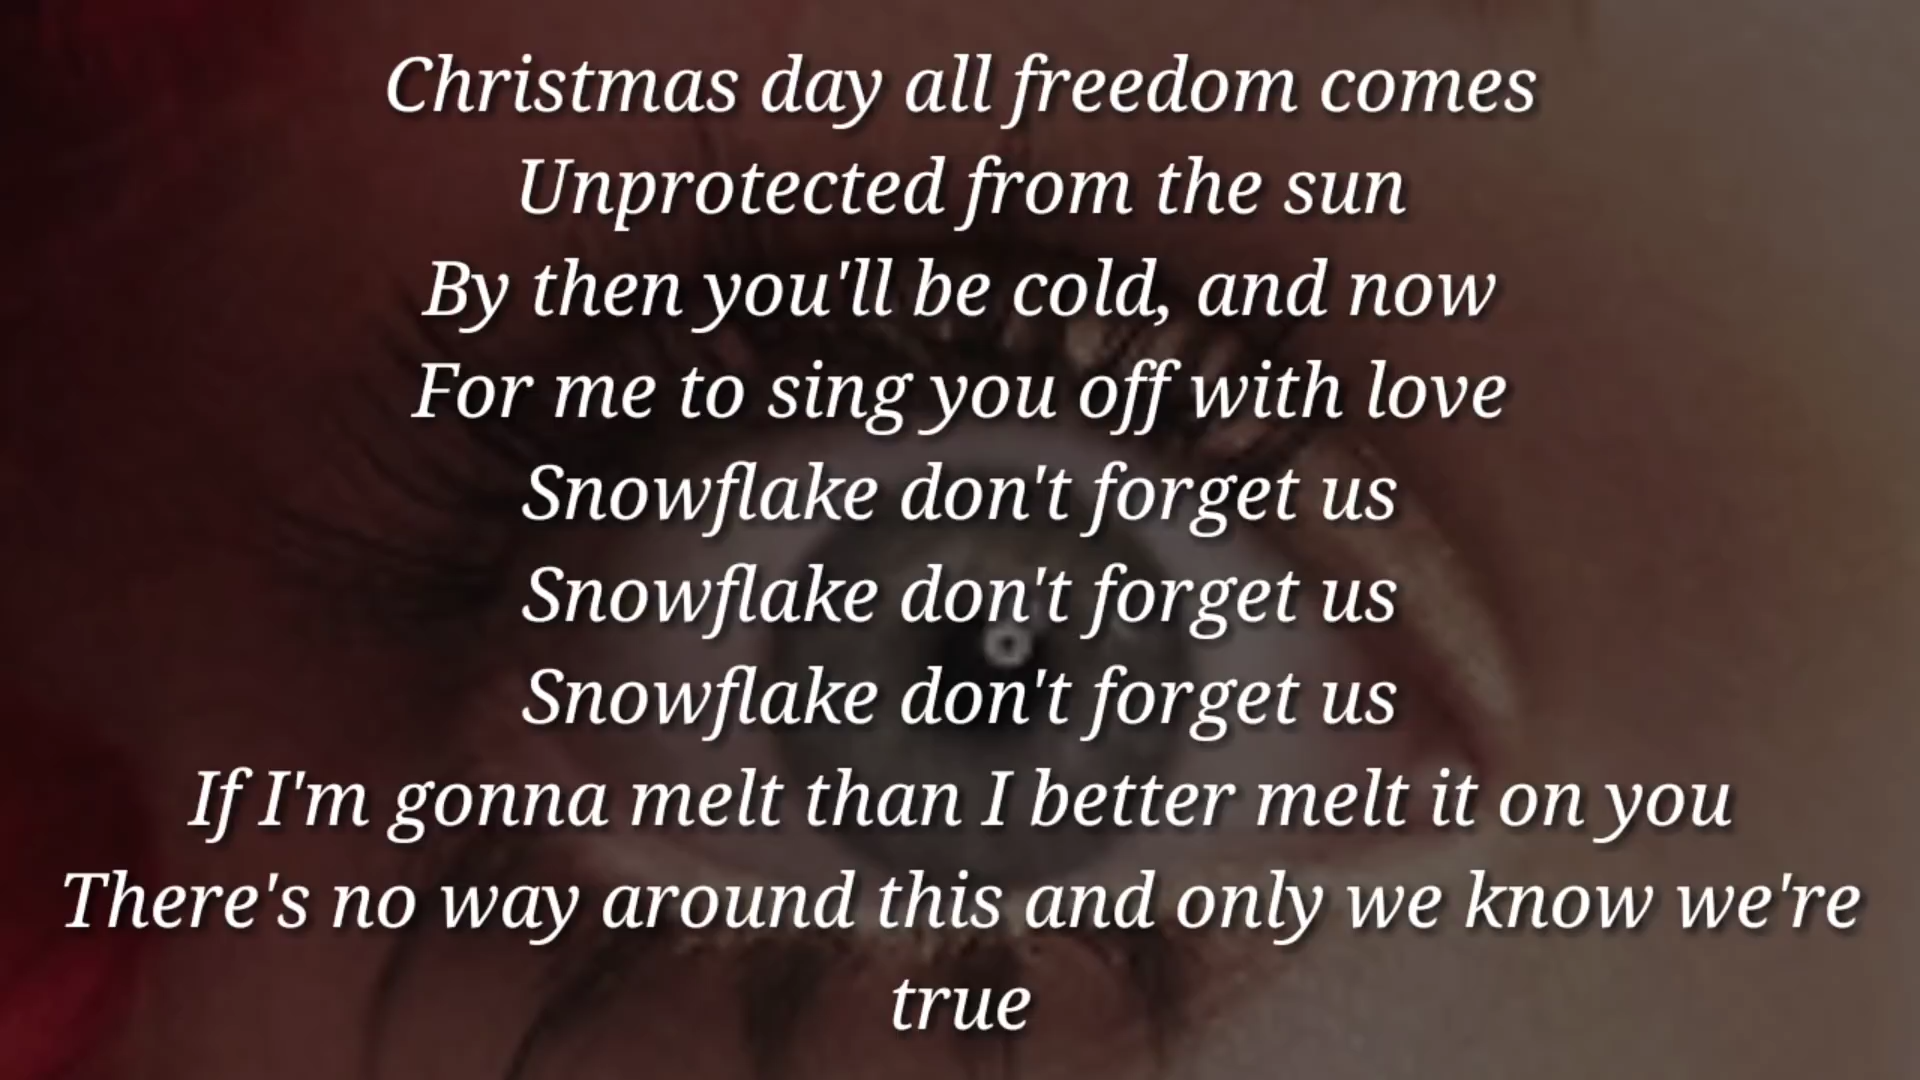 Christmas day all freedom comes
Unprotected from the sun
By then you'll be cold, and now
For me to sing you off with love
Snowflake don't forget us
Snowflake don't forget us
Snowflake don't forget us
If I'm gonna melt than I better melt it on you
There's no way around this and only we know we're
true